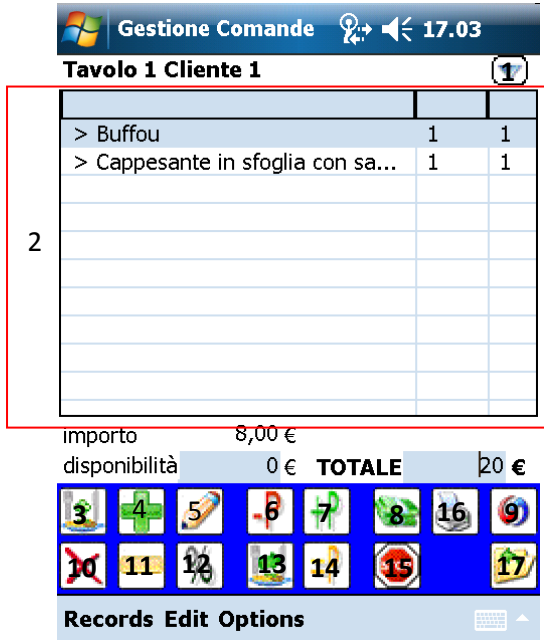 Gestione Comande 17.03
Tavolo 1 Cliente 1 1
> Buffou 1 1
> Cappesante in sfoglia con sa... 1 1
2
importo 8,00 €
disponibilità 0 € TOTALE 20 €
3 4 5 -6 7 8 16 9
10 11 12 13 14 15 17
Records Edit Options